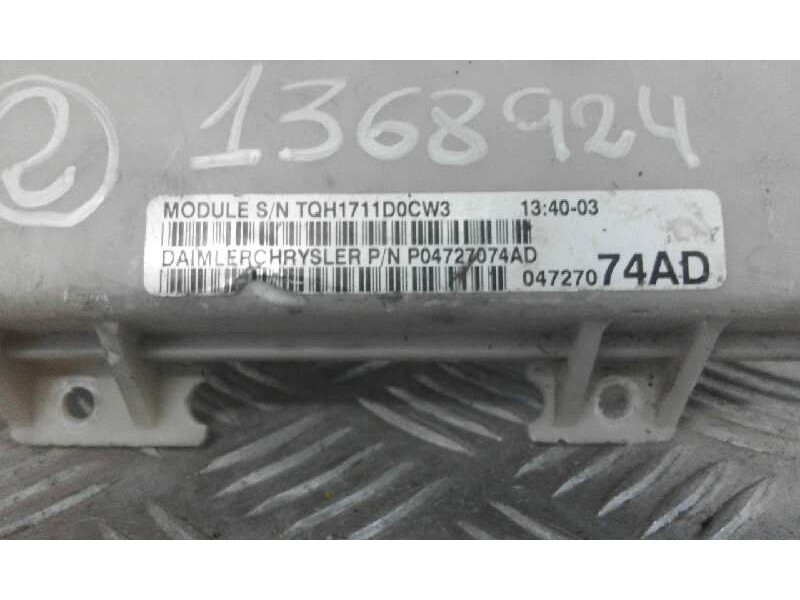 2
1368924
MODULE S/N TQH1711D0CW3 13:40-03
DAIMLERCHRYSLER P/N P04727074AD
04727074AD